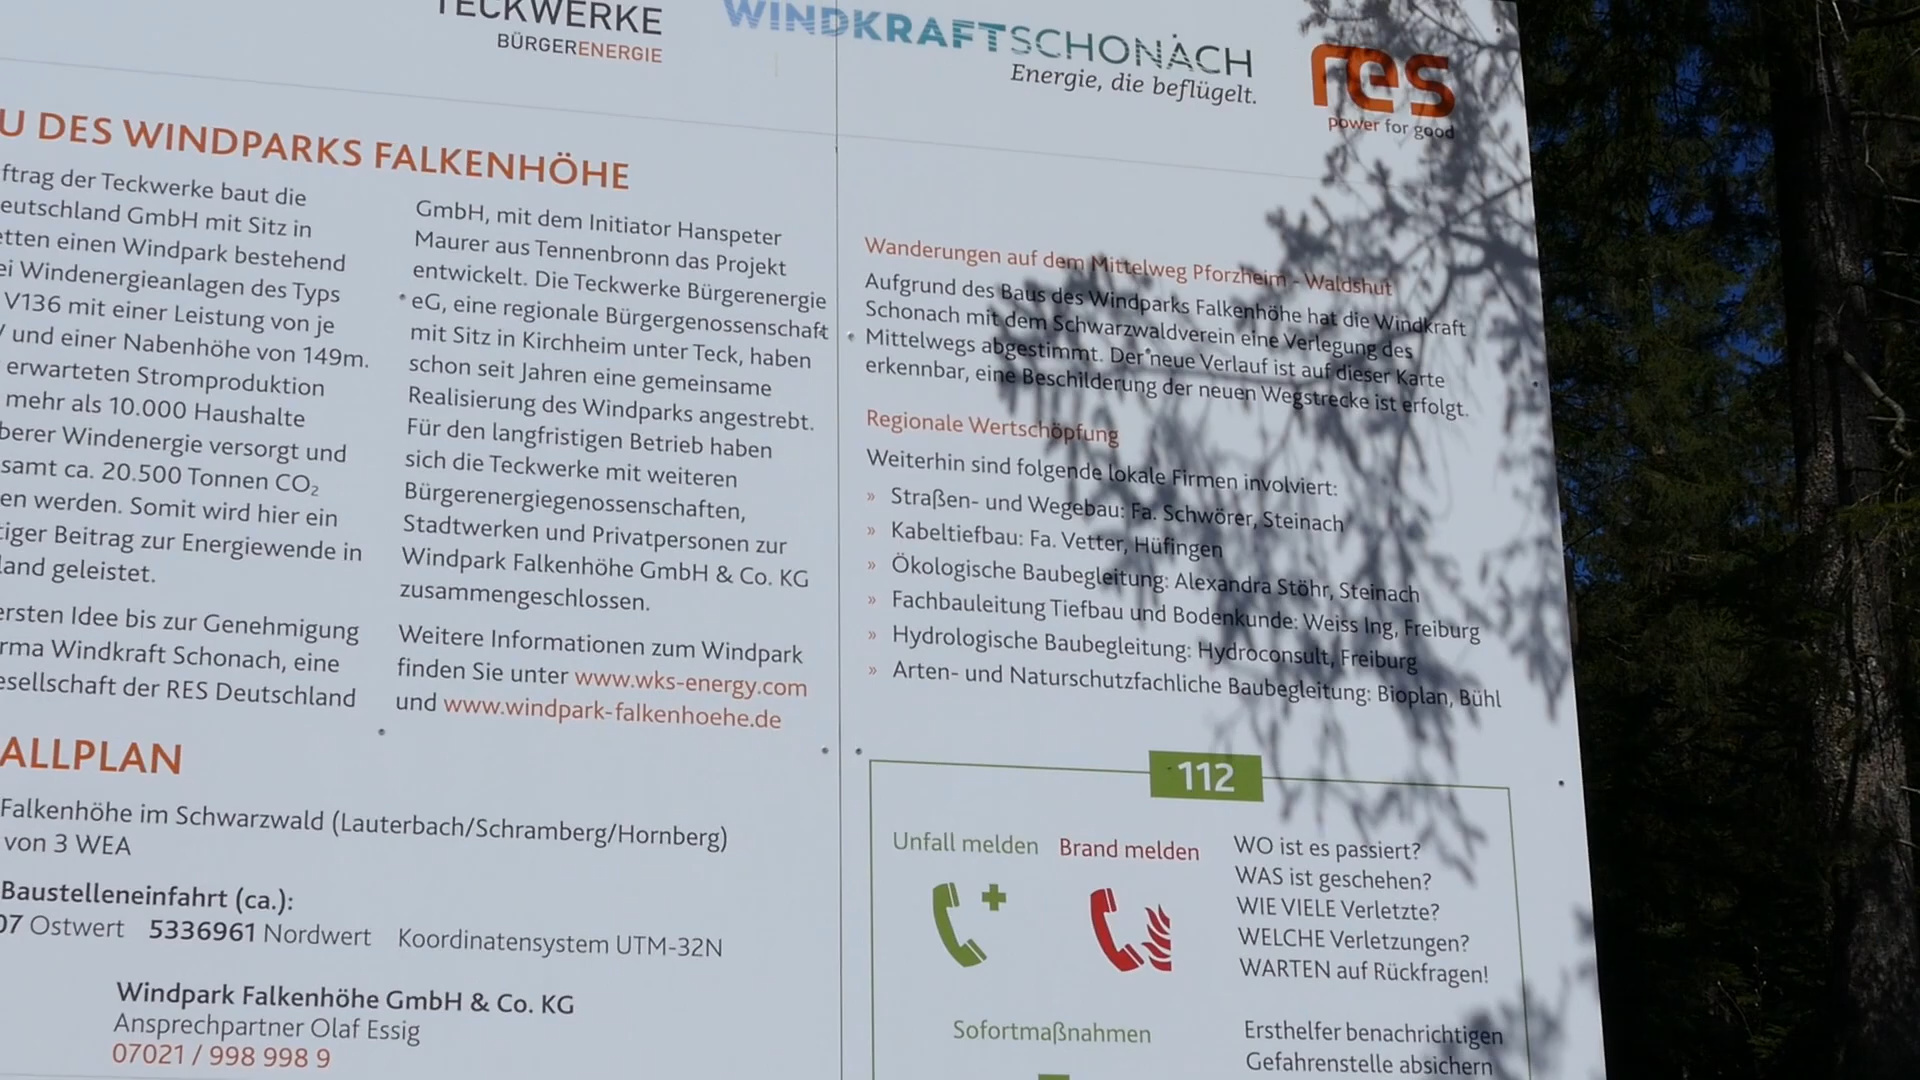 TECKWERKE
BÜRGERENERGIE
WINDKRAFTSCHONACH
Energie, die beflügelt.
res
power for good
U DES WINDPARKS FALKENHÖHE
ftrag der Teckwerke baut die
eutschland GmbH mit Sitz in
etten einen Windpark bestehend
ei Windenergieanlagen des Typs
V136 mit einer Leistung von je
und einer Nabenhöhe von 149m.
erwarteten Stromproduktion
mehr als 10.000 Haushalte
berer Windenergie versorgt und
samt ca. 20.500 Tonnen CO₂
en werden. Somit wird hier ein
tiger Beitrag zur Energiewende in
land geleistet.
ersten Idee bis zur Genehmigung
rma Windkraft Schonach, eine
esellschaft der RES Deutschland
GmbH, mit dem Initiator Hanspeter
Maurer aus Tennenbronn das Projekt
entwickelt. Die Teckwerke Bürgerenergie
eG, eine regionale Bürgergenossenschaft
mit Sitz in Kirchheim unter Teck, haben
schon seit Jahren eine gemeinsame
Realisierung des Windparks angestrebt.
Für den langfristigen Betrieb haben
sich die Teckwerke mit weiteren
Bürgerenergiegenossenschaften,
Stadtwerken und Privatpersonen zur
Windpark Falkenhöhe GmbH & Co. KG
zusammengeschlossen.
Weitere Informationen zum Windpark
finden Sie unter www.wks-energy.com
und www.windpark-falkenhoehe.de
Wanderungen auf dem Mittelweg Pforzheim - Waldshut
Aufgrund des Baus des Windparks Falkenhöhe hat die Windkraft
Schonach mit dem Schwarzwaldverein eine Verlegung des
Mittelwegs abgestimmt. Der neue Verlauf ist auf dieser Karte
erkennbar, eine Beschilderung der neuen Wegstrecke ist erfolgt.
Regionale Wertschöpfung
Weiterhin sind folgende lokale Firmen involviert:
» Straßen- und Wegebau: Fa. Schwörer, Steinach
» Kabeltiefbau: Fa. Vetter, Hüfingen
» Ökologische Baubegleitung: Alexandra Stöhr, Steinach
» Fachbauleitung Tiefbau und Bodenkunde: Weiss Ing, Freiburg
» Hydrologische Baubegleitung: Hydroconsult, Freiburg
» Arten- und Naturschutzfachliche Baubegleitung: Bioplan, Bühl
ALLPLAN
Falkenhöhe im Schwarzwald (Lauterbach/Schramberg/Hornberg)
von 3 WEA
Baustelleneinfahrt (ca.):
07 Ostwert 5336961 Nordwert Koordinatensystem UTM-32N
Windpark Falkenhöhe GmbH & Co. KG
Ansprechpartner Olaf Essig
07021 / 998 998 9
112
Unfall melden
Brand melden
WO ist es passiert?
WAS ist geschehen?
WIE VIELE Verletzte?
WELCHE Verletzungen?
WARTEN auf Rückfragen!
Sofortmaßnahmen
Ersthelfer benachrichtigen
Gefahrenstelle absichern